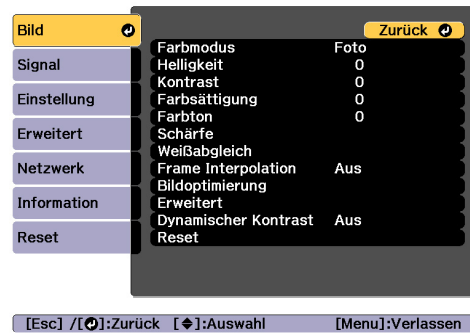 Bild
Signal
Einstellung
Erweitert
Netzwerk
Information
Reset
Zurück
Farbmodus Foto
Helligkeit 0
Kontrast 0
Farbsättigung 0
Farbton 0
Schärfe
Weißabgleich
Frame Interpolation Aus
Bildoptimierung
Erweitert
Dynamischer Kontrast Aus
Reset
[Esc] /[⏎]:Zurück [◆]:Auswahl [Menu]:Verlassen